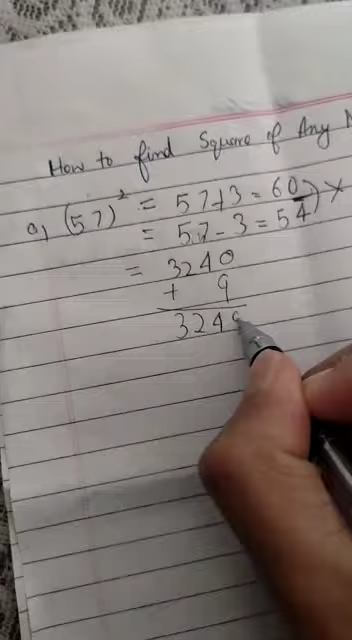 How to find Square of Any
a, (57)² = 57+3 = 60 ) ×
= 57-3 = 54
= 3240
+ 9
3249